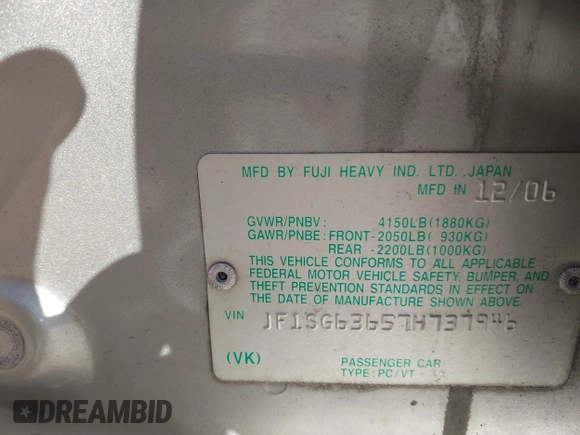 MFD BY FUJI HEAVY IND. LTD. JAPAN
MFD IN 12/06
GVWR/PNBV: 4150LB(1880KG)
GAWR/PNBE: FRONT-2050LB( 930KG)
REAR -2200LB(1000KG)
THIS VEHICLE CONFORMS TO ALL APPLICABLE
FEDERAL MOTOR VEHICLE SAFETY, BUMPER, AND
THEFT PREVENTION STANDARDS IN EFFECT ON
THE DATE OF MANUFACTURE SHOWN ABOVE.
VIN JF1SG63657H737946
(VK) PASSENGER CAR
TYPE:PC/VT
DREAMBID